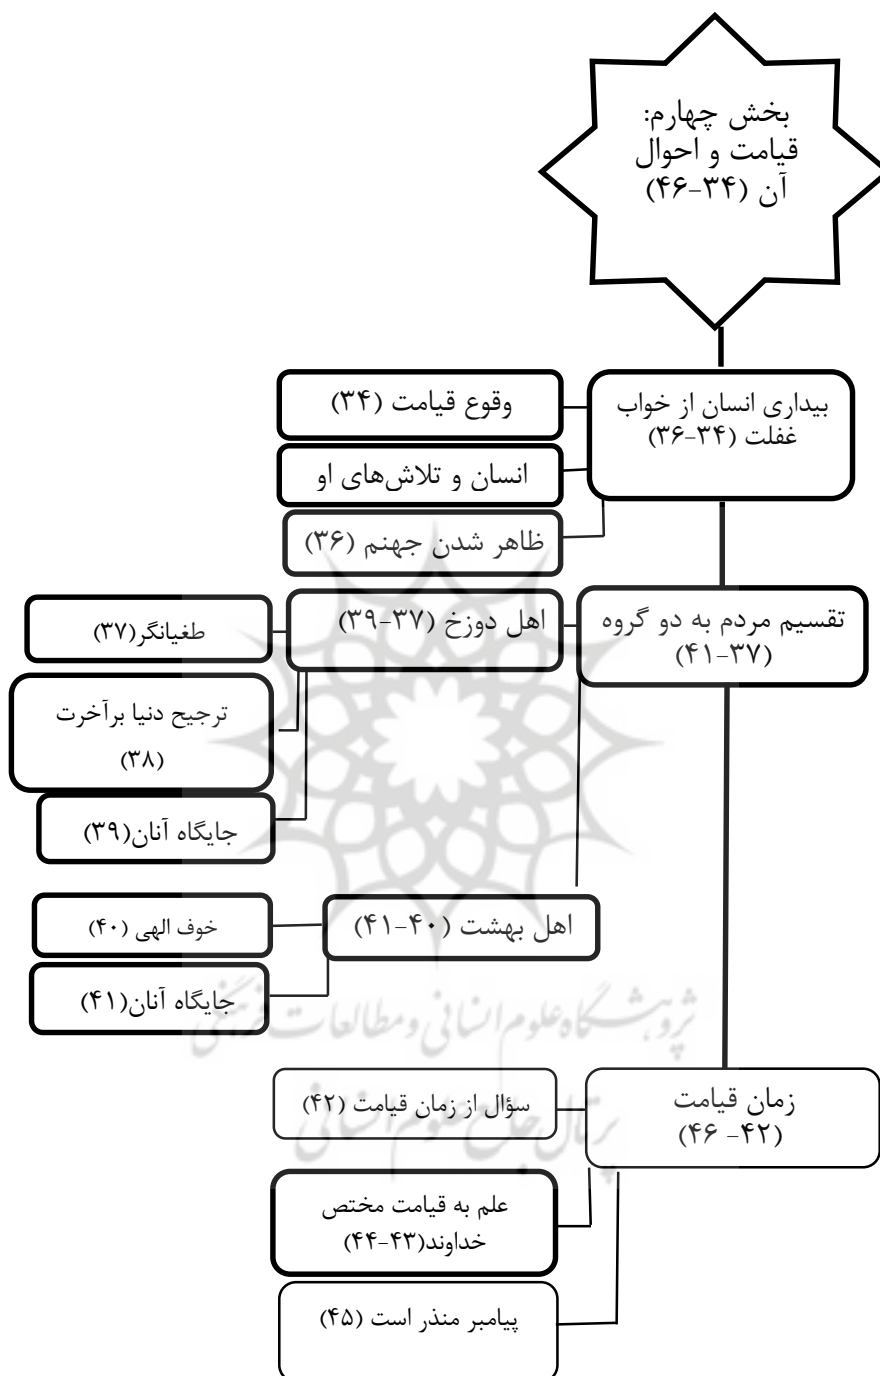 بخش چهارم:
قیامت و احوال
آن (۳۴-۴۶)
بیداری انسان از خواب
غفلت (۳۴-۳۶)
وقوع قیامت (۳۴)
انسان و تلاش‌های او
ظاهر شدن جهنم (۳۶)
تقسیم مردم به دو گروه
(۳۷-۴۱)
اهل دوزخ (۳۷-۳۹)
طغیانگر(۳۷)
ترجیح دنیا برآخرت
(۳۸)
جایگاه آنان(۳۹)
اهل بهشت (۴۰-۴۱)
خوف الهی (۴۰)
جایگاه آنان(۴۱)
پژوهشگاه علوم انسانی و مطالعات فرهنگی
پرتال جامع علوم انسانی
زمان قیامت
(۴۲- ۴۶)
سؤال از زمان قیامت (۴۲)
علم به قیامت مختص
خداوند(۴۳-۴۴)
پیامبر منذر است (۴۵)